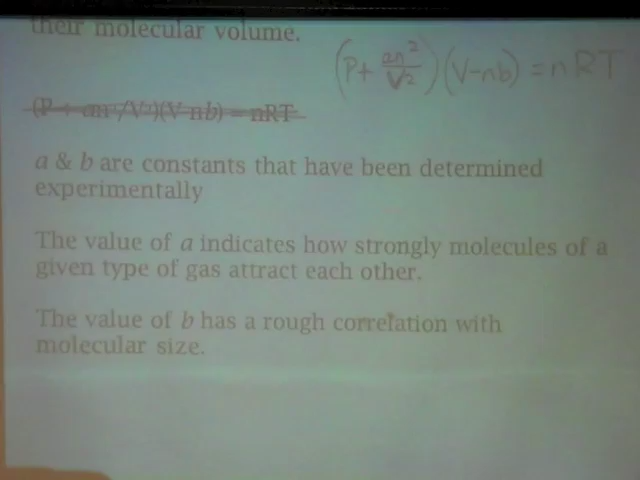 their molecular volume.
(P + an²/V²)(V-nb) = nRT
(P + an²/V²)(V-nb) = nRT
a & b are constants that have been determined
experimentally
The value of a indicates how strongly molecules of a
given type of gas attract each other.
The value of b has a rough correlation with
molecular size.